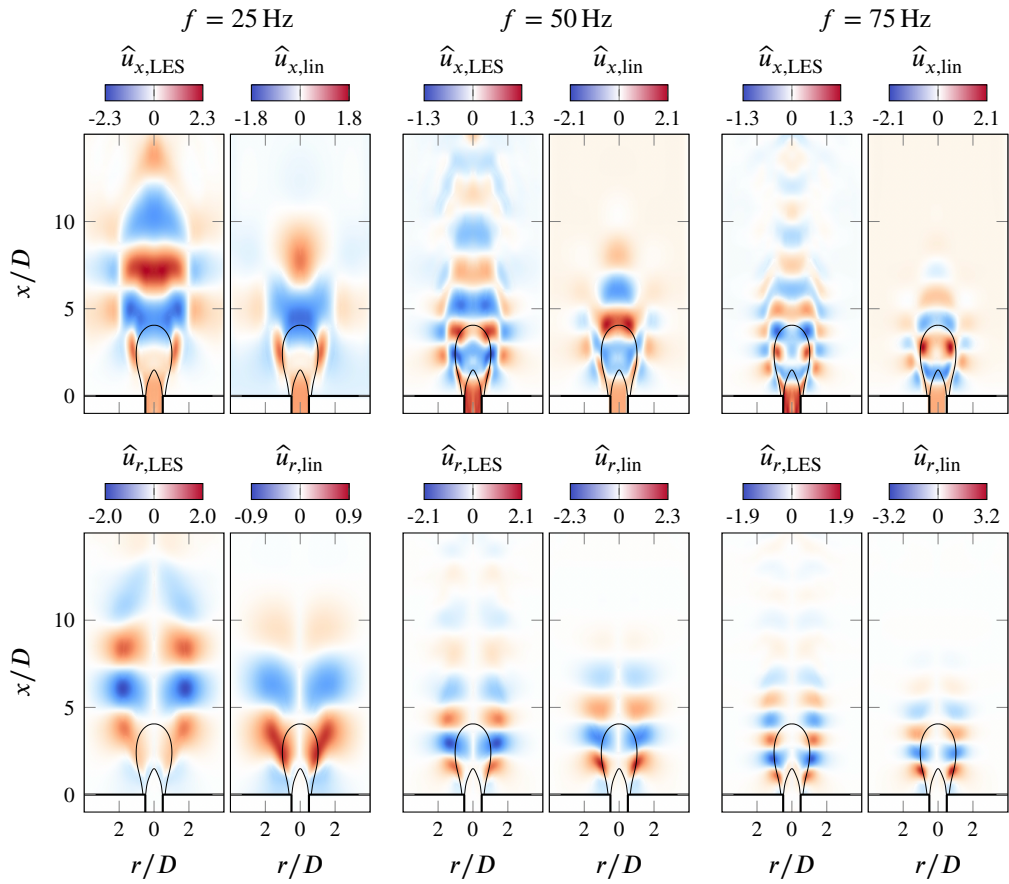 f = 25 Hz f = 50 Hz f = 75 Hz
û_x,LES û_x,lin û_x,LES û_x,lin û_x,LES û_x,lin
-2.3 0 2.3 -1.8 0 1.8 -1.3 0 1.3 -2.1 0 2.1 -1.3 0 1.3 -2.1 0 2.1
10
x/D
5
0
û_r,LES û_r,lin û_r,LES û_r,lin û_r,LES û_r,lin
-2.0 0 2.0 -0.9 0 0.9 -2.1 0 2.1 -2.3 0 2.3 -1.9 0 1.9 -3.2 0 3.2
10
x/D
5
0
2 0 2 2 0 2 2 0 2 2 0 2 2 0 2 2 0 2
r/D r/D r/D r/D r/D r/D